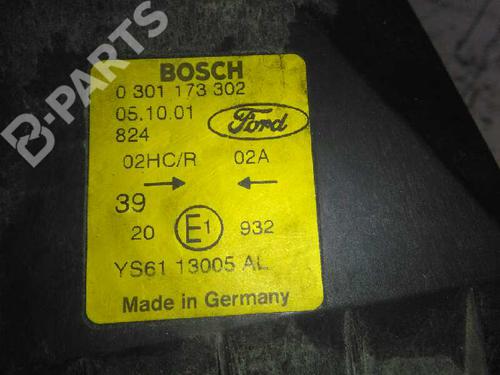 B-PARTS
BOSCH
0 301 173 302
05.10.01
Ford
824
02HC/R 02A
39
20 E1 932
YS61 13005 AL
Made in Germany
B-PARTS